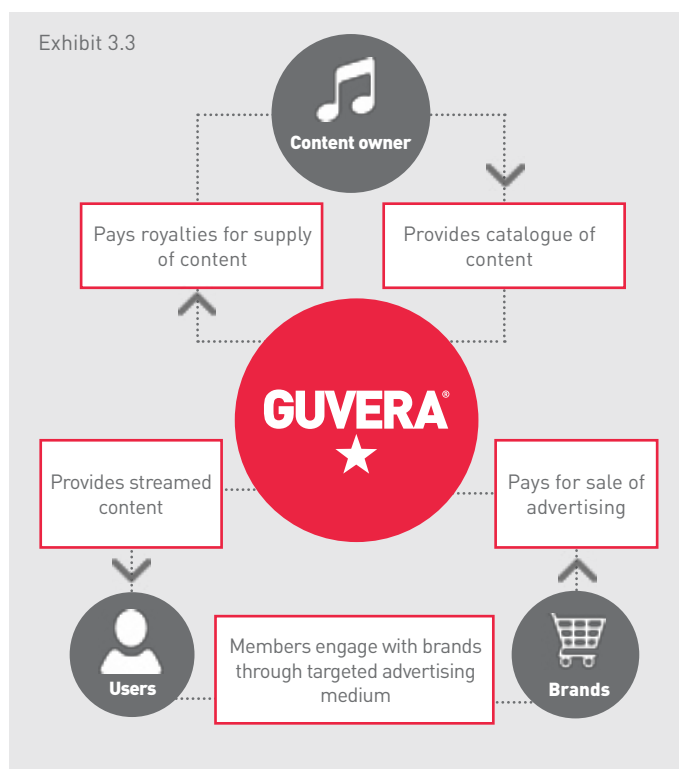 Exhibit 3.3
Content owner
Pays royalties for supply
of content
Provides catalogue of
content
GUVERA®
Provides streamed
content
Pays for sale of
advertising
Users
Members engage with brands
through targeted advertising
medium
Brands